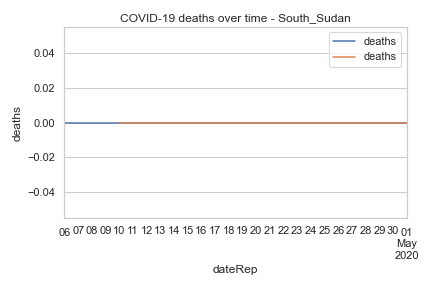 COVID-19 deaths over time - South_Sudan
deaths
deaths
0.04
0.02
0.00
−0.02
−0.04
deaths
06 07 08 09 10 11 12 13 14 15 16 17 18 19 20 21 22 23 24 25 26 27 28 29 30 01
May
2020
dateRep